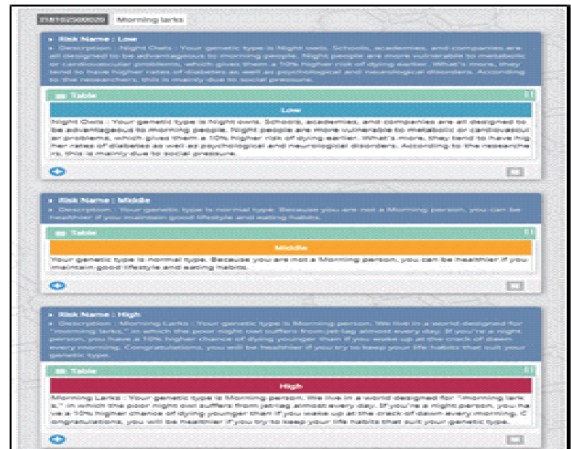 Morning larks
Risk Name : Low
Description : Night Owls : Your genetic type is Night owls. Schools, academies, and companies are
all designed to be advantageous to morning people. Night people are more vulnerable to metabolic
or cardiovascular problems, which gives them a 10% higher risk of dying earlier. What's more, they
tend to have higher rates of diabetes as well as psychological and neurological disorders. According
to the researchers, this is mainly due to social pressure.
Table
Low
Night Owls : Your genetic type is Night owls. Schools, academies, and companies are all designed to
be advantageous to morning people. Night people are more vulnerable to metabolic or cardiovascul
ar problems, which gives them a 10% higher risk of dying earlier. What's more, they tend to have hig
her rates of diabetes as well as psychological and neurological disorders. According to the researche
rs, this is mainly due to social pressure.
Risk Name : Middle
Description : Your genetic type is normal type. Because you are not a Morning person, you can be
healthier if you maintain good lifestyle and eating habits.
Table
Middle
Your genetic type is normal type. Because you are not a Morning person, you can be healthier if you
maintain good lifestyle and eating habits.
Risk Name : High
Description : Morning Larks : Your genetic type is Morning person. We live in a world designed for
"morning larks," in which the poor night owl suffers from jet-lag almost every day. If you're a night
person, you have a 10% higher chance of dying younger than if you wake up at the crack of dawn
every morning. Congratulations, you will be healthier if you try to keep your life habits that suit your
genetic type.
Table
High
Morning Larks : Your genetic type is Morning person. We live in a world designed for "morning lark
s," in which the poor night owl suffers from jet-lag almost every day. If you're a night person, you ha
ve a 10% higher chance of dying younger than if you wake up at the crack of dawn every morning. C
ongratulations, you will be healthier if you try to keep your life habits that suit your genetic type.